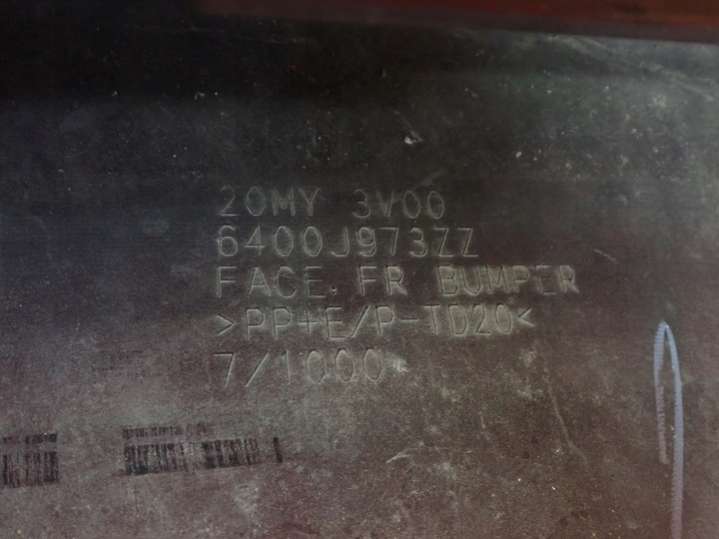 20MY 3V00
6400J973ZZ
FACE, FR BUMPER
>PP+E/P-TD20<
7/1000